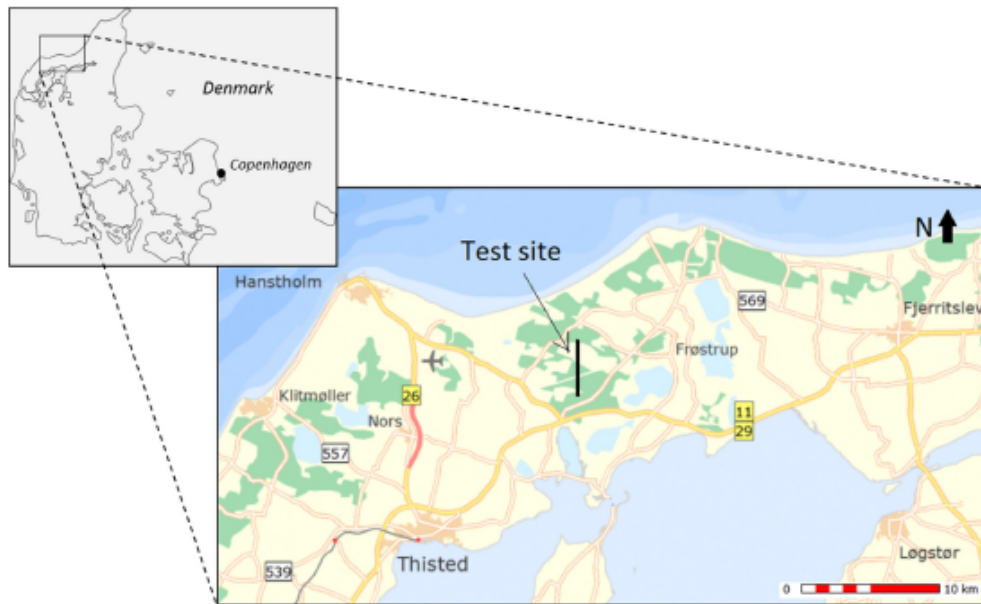 Denmark
Copenhagen
N
Test site
Hanstholm
569
Fjerritslev
Frøstrup
Klitmøller
26
Nors
11
29
557
Thisted
Løgstør
539
0
10 km